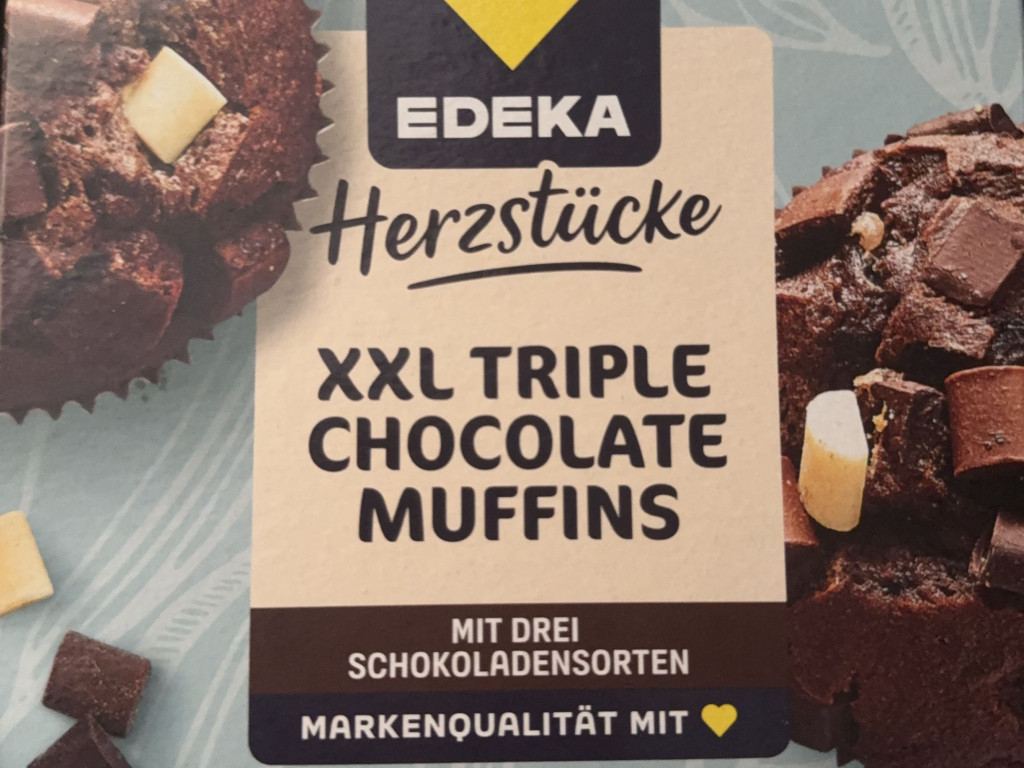 EDEKA
Herzstücke
XXL TRIPLE
CHOCOLATE
MUFFINS
MIT DREI
SCHOKOLADENSORTEN
MARKENQUALITÄT MIT